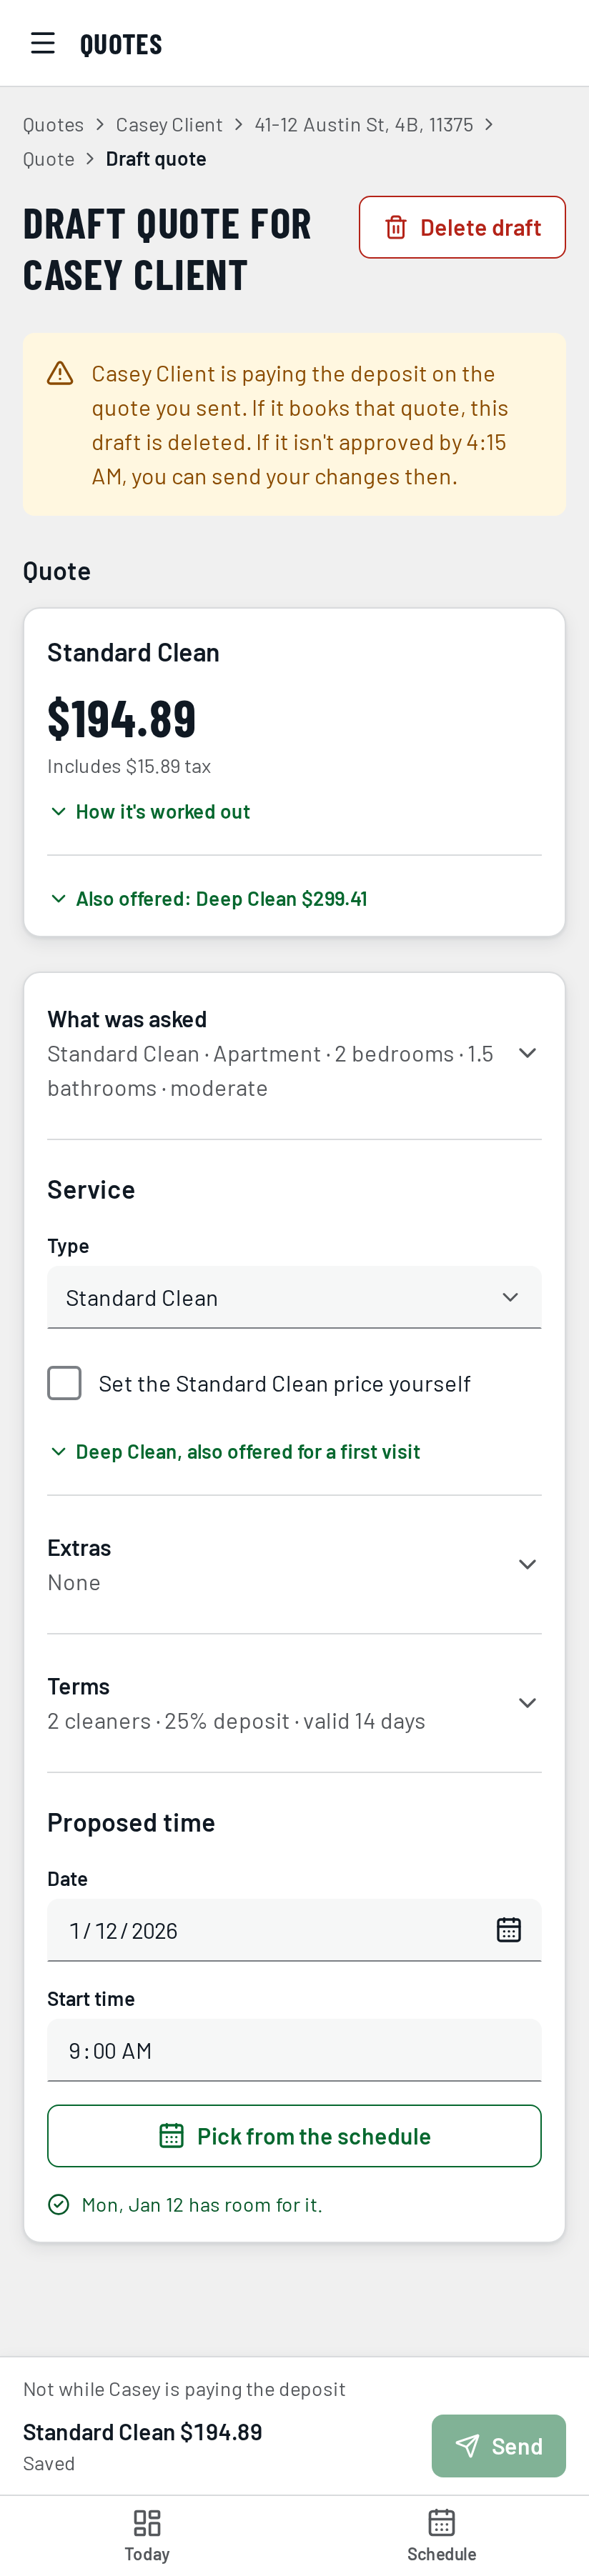 QUOTES
Quotes > Casey Client > 41-12 Austin St, 4B, 11375 >
Quote > Draft quote
DRAFT QUOTE FOR
CASEY CLIENT
Delete draft
Casey Client is paying the deposit on the
quote you sent. If it books that quote, this
draft is deleted. If it isn't approved by 4:15
AM, you can send your changes then.
Quote
Standard Clean
$194.89
Includes $15.89 tax
How it's worked out
Also offered: Deep Clean $299.41
What was asked
Standard Clean · Apartment · 2 bedrooms · 1.5
bathrooms · moderate
Service
Type
Standard Clean
Set the Standard Clean price yourself
Deep Clean, also offered for a first visit
Extras
None
Terms
2 cleaners · 25% deposit · valid 14 days
Proposed time
Date
1/12/2026
Start time
9:00 AM
Pick from the schedule
Mon, Jan 12 has room for it.
Not while Casey is paying the deposit
Standard Clean $194.89
Saved
Send
Today
Schedule